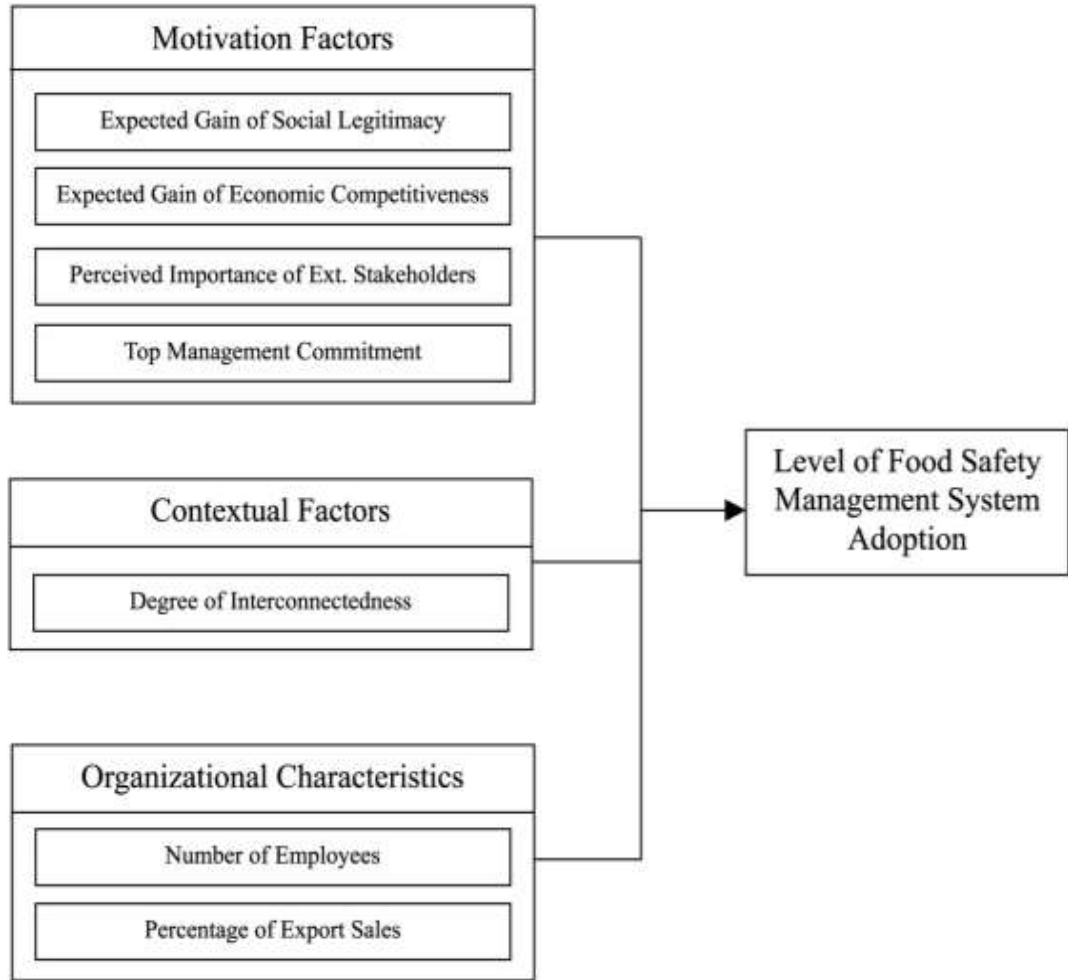 Motivation Factors
Expected Gain of Social Legitimacy
Expected Gain of Economic Competitiveness
Perceived Importance of Ext. Stakeholders
Top Management Commitment
Contextual Factors
Degree of Interconnectedness
Organizational Characteristics
Number of Employees
Percentage of Export Sales
Level of Food Safety
Management System
Adoption